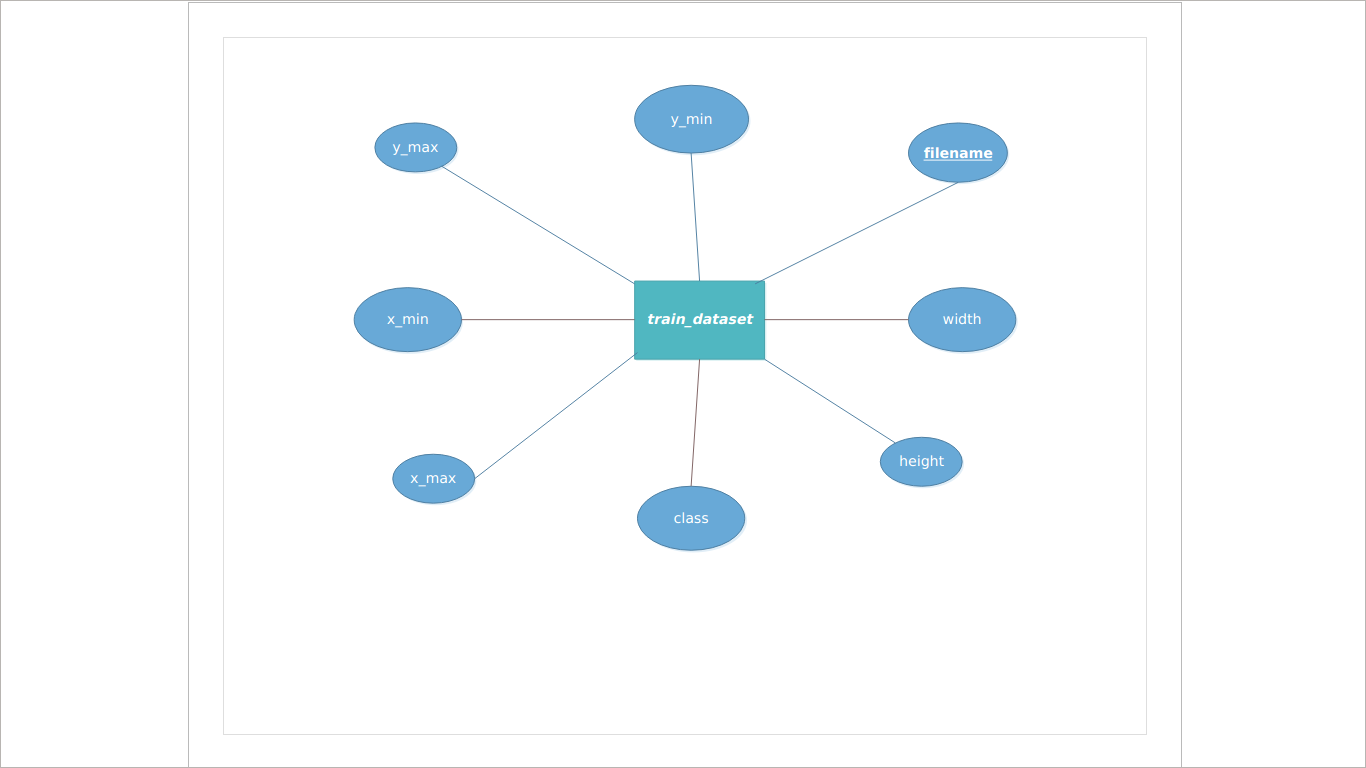 y_min
y_max
filename
x_min
train_dataset
width
height
x_max
class